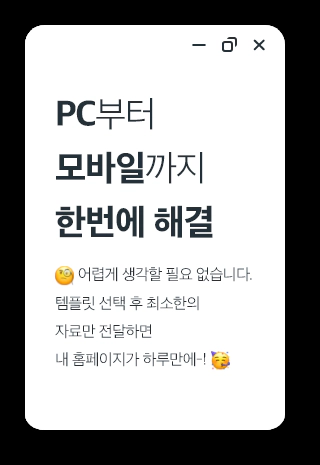 PC부터
모바일까지
한번에 해결
🧐 어렵게 생각할 필요 없습니다.
템플릿 선택 후 최소한의
자료만 전달하면
내 홈페이지가 하루만에-! 🥳